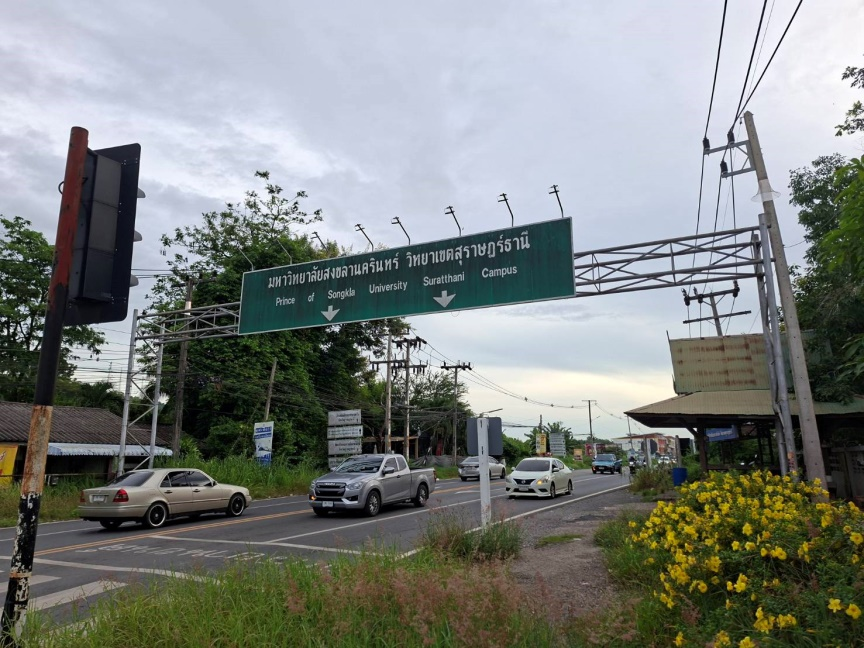 มหาวิทยาลัยสงขลานครินทร์ วิทยาเขตสุราษฎร์ธานี
Prince of Songkla University Suratthani Campus